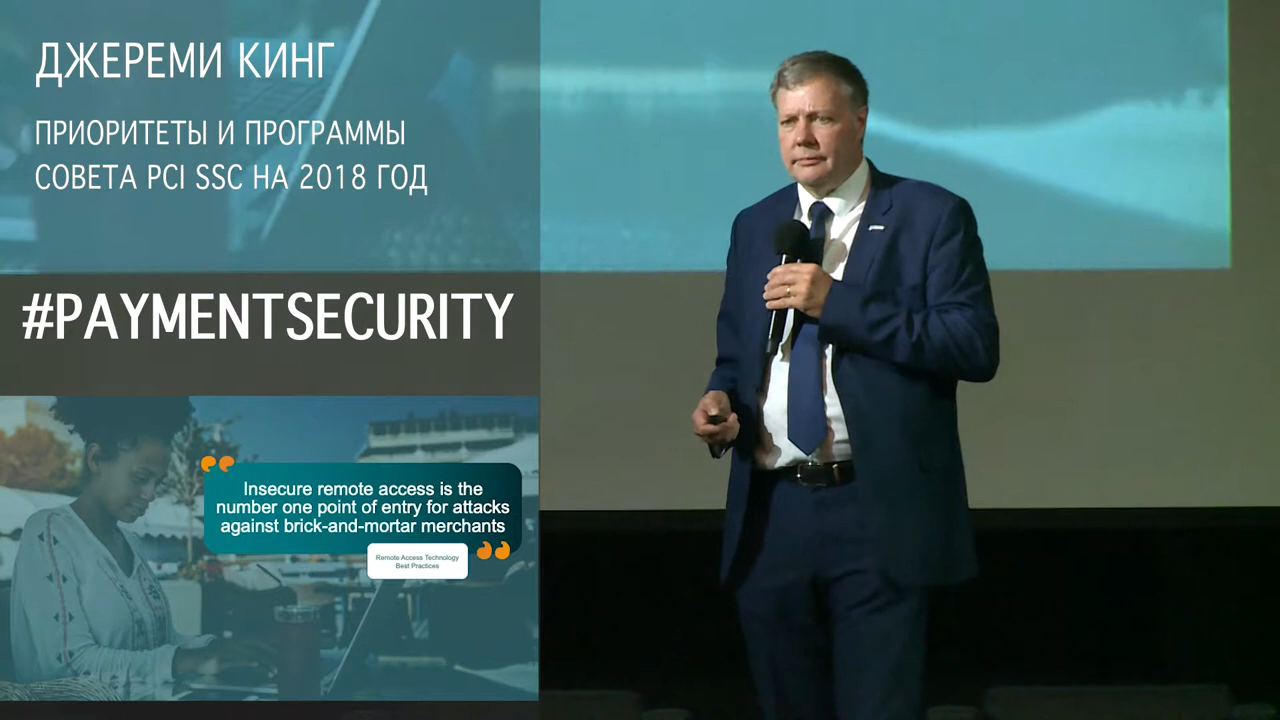 ДЖЕРЕМИ КИНГ
ПРИОРИТЕТЫ И ПРОГРАММЫ
СОВЕТА PCI SSC НА 2018 ГОД
#PAYMENTSECURITY
Insecure remote access is the
number one point of entry for attacks
against brick-and-mortar merchants
Remote Access Technology
Best Practices